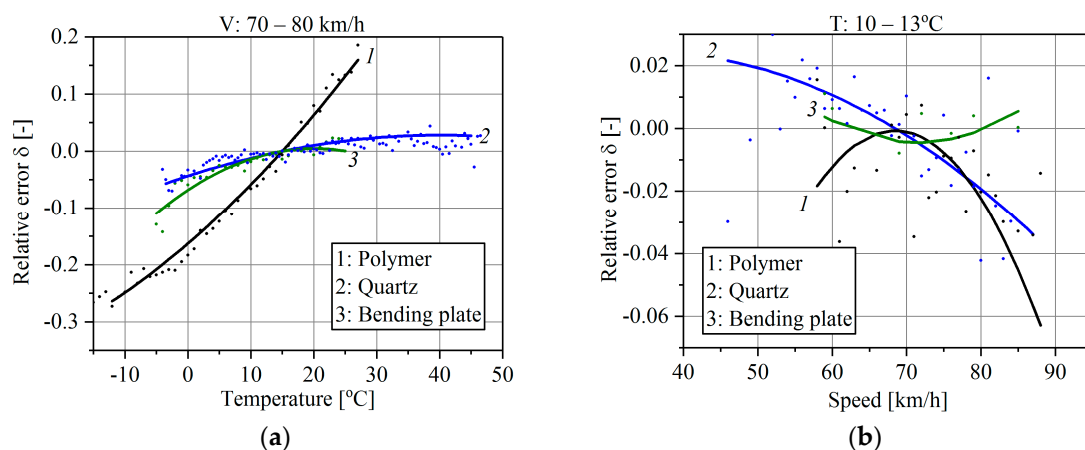 V: 70 – 80 km/h
0.2
0.1
0.0
-0.1
-0.2
-0.3
Relative error δ [-]
1
2
3
1: Polymer
2: Quartz
3: Bending plate
-10 0 10 20 30 40 50
Temperature [°C]
(a)
T: 10 – 13°C
0.02
0.00
-0.02
-0.04
-0.06
Relative error δ [-]
2
3
1
1: Polymer
2: Quartz
3: Bending plate
40 50 60 70 80 90
Speed [km/h]
(b)